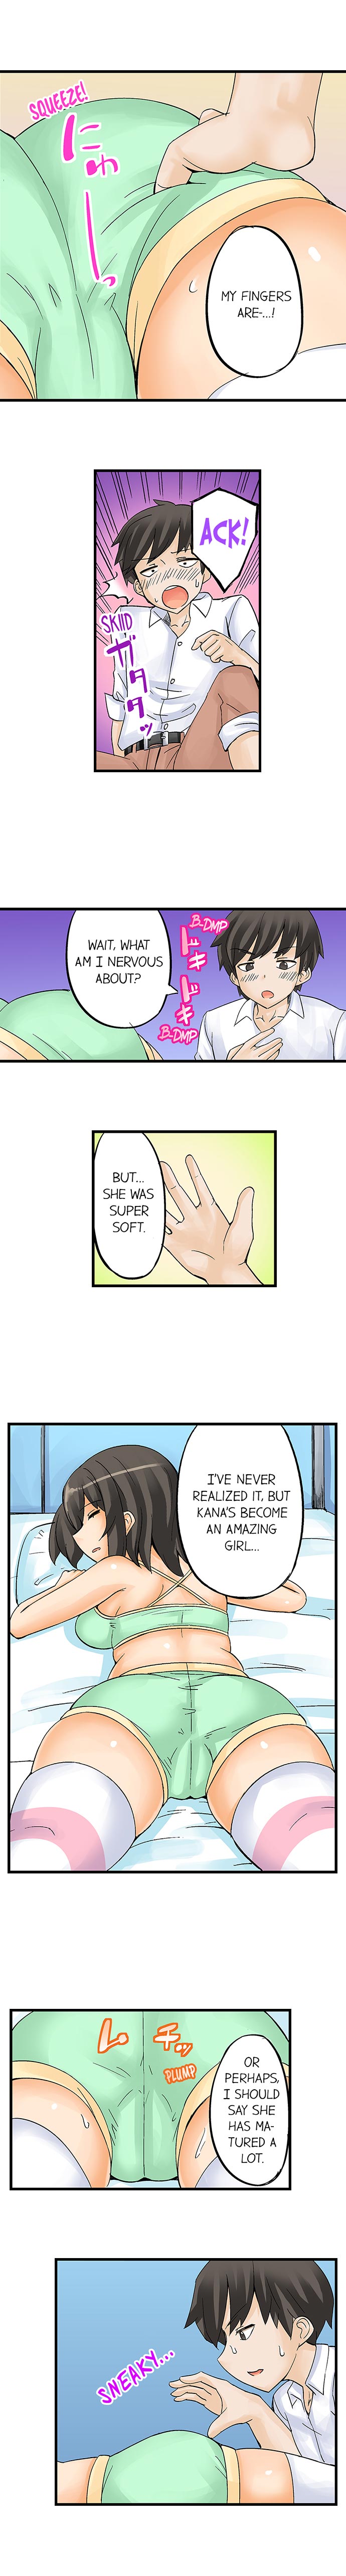 SQUEEZE!
にゅ
ーっ
MY FINGERS
ARE-...!
ACK!
SKIID
ガタタッ
B-DMP
ドキ
WAIT, WHAT
AM I NERVOUS
ABOUT?
ドキ
B-DMP
BUT...
SHE WAS
SUPER
SOFT.
I'VE NEVER
REALIZED IT, BUT
KANA'S BECOME
AN AMAZING
GIRL...
ムチッ
PLUMP
OR
PERHAPS,
I SHOULD
SAY SHE
HAS MA-
TURED A
LOT.
SNEAKY...